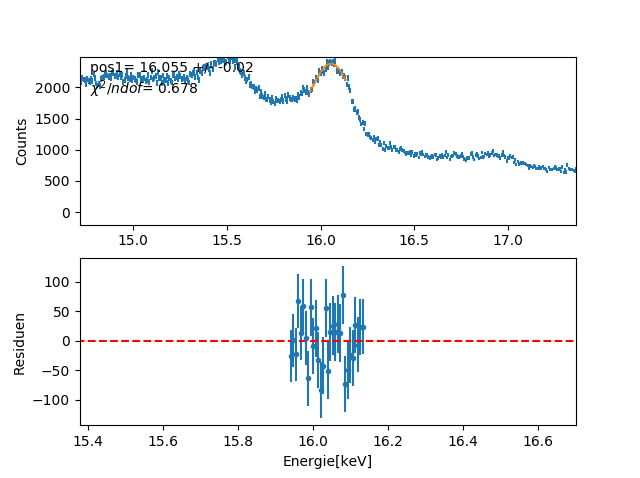 pos1= 16.055 +/- -0.02
χ²/ndof= 0.678
Counts
2000
1500
1000
500
0
15.0 15.5 16.0 16.5 17.0
Residuen
100
50
0
−50
−100
15.4 15.6 15.8 16.0 16.2 16.4 16.6
Energie[keV]